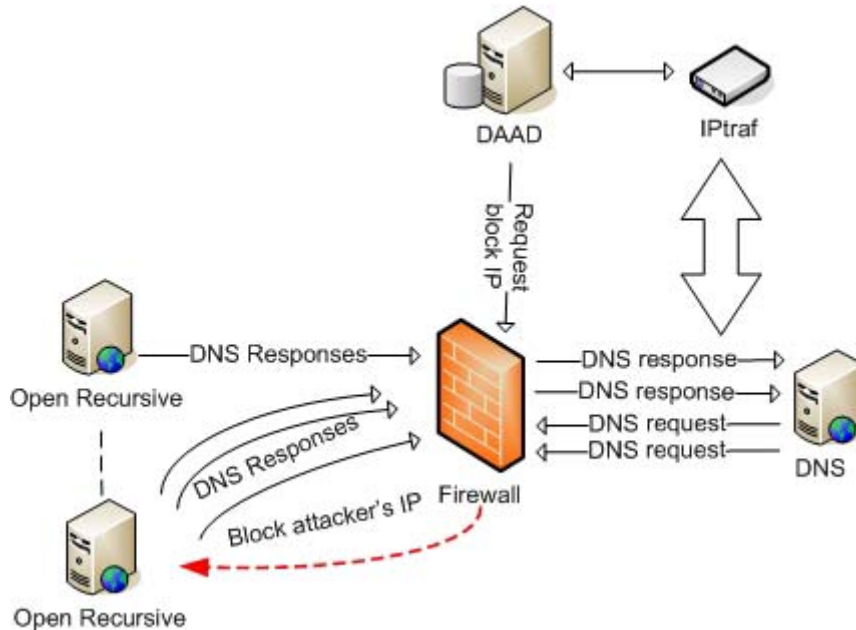 DAAD
IPtraf
Request
block IP
DNS Responses
DNS response
DNS response
Open Recursive
DNS request
DNS Responses
DNS request
DNS
Block attacker's IP
Firewall
Open Recursive